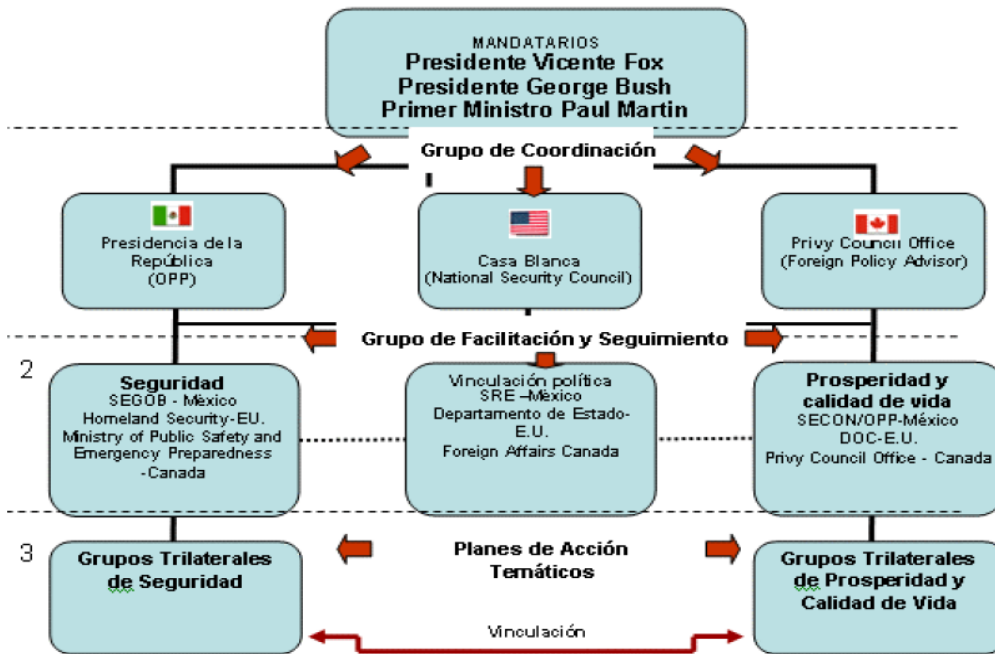 MANDATARIOS
Presidente Vicente Fox
Presidente George Bush
Primer Ministro Paul Martin
Grupo de Coordinación
Presidencia de la
República
(OPP)
Casa Blanca
(National Security Council)
Privy Council Office
(Foreign Policy Advisor)
Grupo de Facilitación y Seguimiento
2
Seguridad
SEGOB - México
Homeland Security-EU.
Ministry of Public Safety and
Emergency Preparedness
-Canada
Vinculación política
SRE –México
Departamento de Estado-
E.U.
Foreign Affairs Canada
Prosperidad y
calidad de vida
SECON/OPP-México
DOC-E.U.
Privy Council Office - Canada
3
Grupos Trilaterales
de Seguridad
Planes de Acción
Temáticos
Grupos Trilaterales
de Prosperidad y
Calidad de Vida
Vinculación